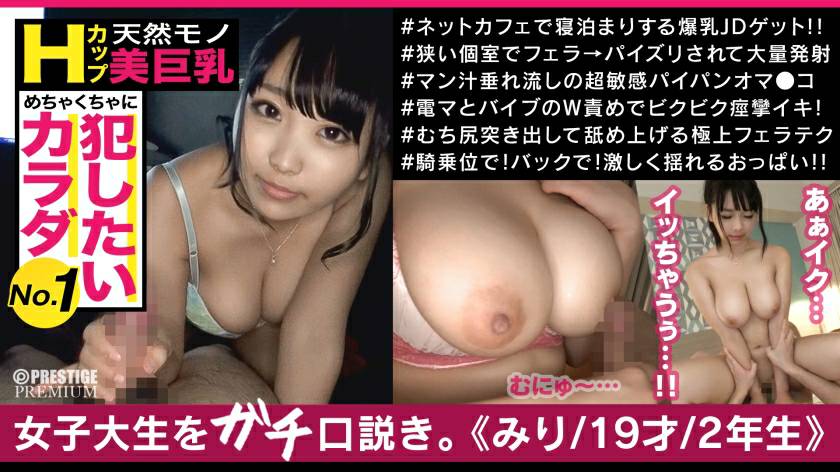 Hカップ天然モノ
美巨乳
めちゃくちゃに
犯したい
カラダ
No.1
#ネットカフェで寝泊まりする爆乳JDゲット!!
#狭い個室でフェラ→パイズリされて大量発射
#マン汁垂れ流しの超敏感パイパンオマ●コ
#電マとバイブのW責めでビクビク痙攣イキ!
#むち尻突き出して舐め上げる極上フェラテク
#騎乗位で!バックで!激しく揺れるおっぱい!!
あぁイク…
イッちゃうぅ…!!
むにゅ〜…
@PRESTIGE
PREMIUM
女子大生をガチ口説き。《みり/19才/2年生》